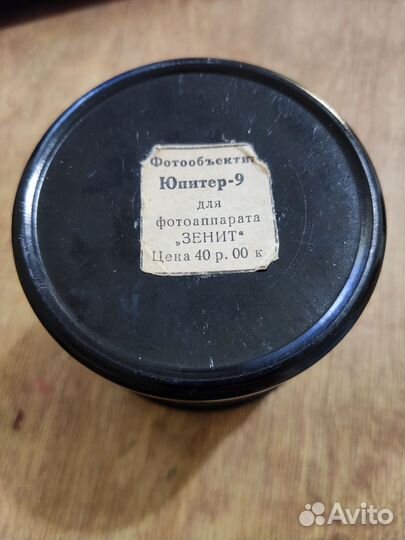 Фотообъектив
Юпитер-9
для
фотоаппарата
„ЗЕНИТ“
Цена 40 р. 00 к
Avito